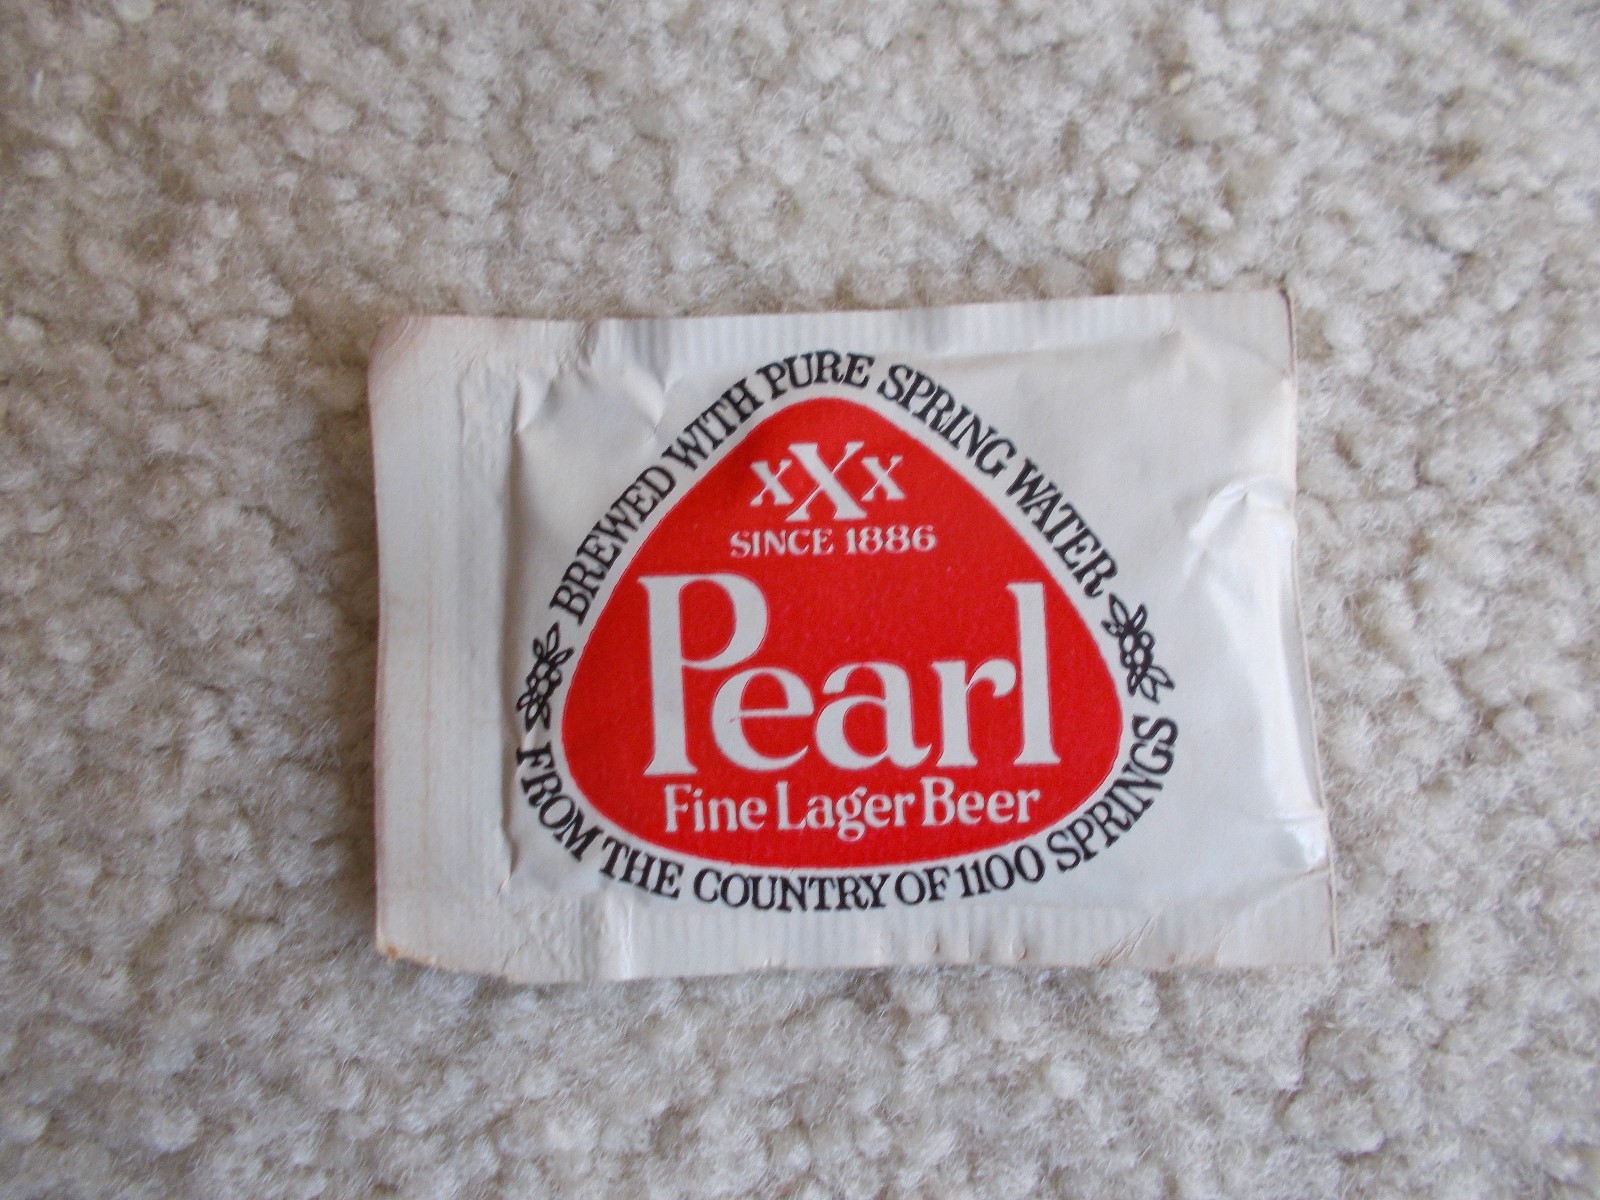 BREWED WITH PURE SPRING WATER
xXx
SINCE 1886
Pearl
Fine Lager Beer
FROM THE COUNTRY OF 1100 SPRINGS